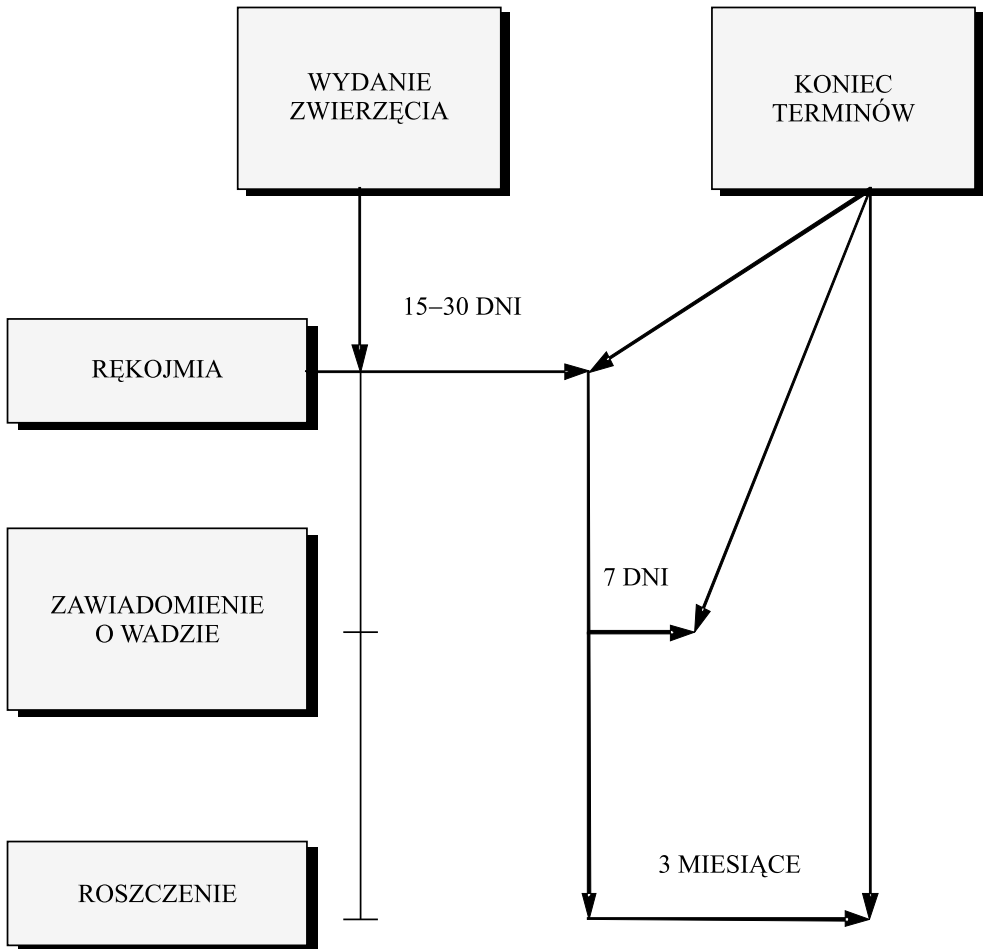 WYDANIE
ZWIERZĘCIA
KONIEC
TERMINÓW
15–30 DNI
RĘKOJMIA
7 DNI
ZAWIADOMIENIE
O WADZIE
3 MIESIĄCE
ROSZCZENIE